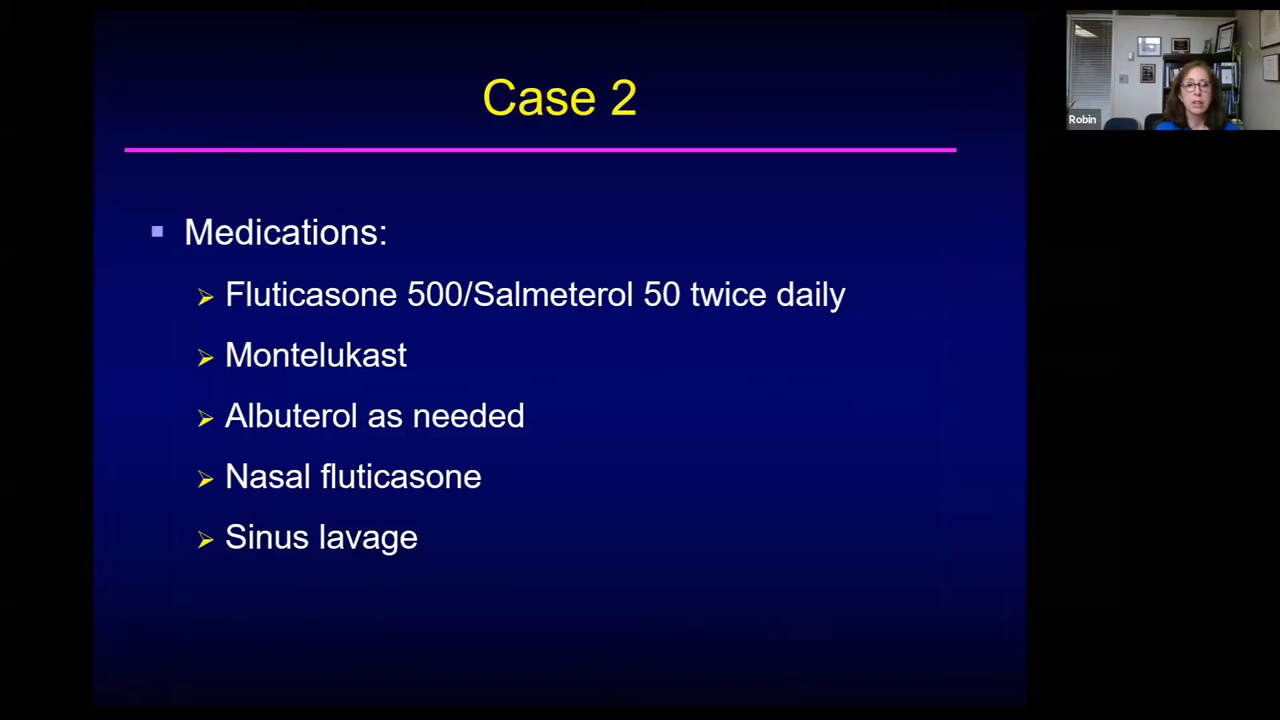 Case 2
Robin
Medications:
Fluticasone 500/Salmeterol 50 twice daily
Montelukast
Albuterol as needed
Nasal fluticasone
Sinus lavage